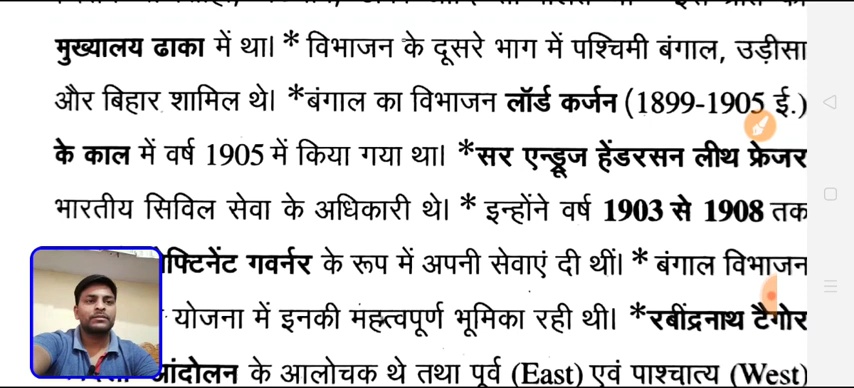 मुख्यालय ढाका में था। * विभाजन के दूसरे भाग में पश्चिमी बंगाल, उड़ीसा
और बिहार शामिल थे। *बंगाल का विभाजन लॉर्ड कर्जन (1899-1905 ई.)
के काल में वर्ष 1905 में किया गया था। *सर एन्ड्रूज हेंडरसन लीथ फ्रेजर
भारतीय सिविल सेवा के अधिकारी थे। * इन्होंने वर्ष 1903 से 1908 तक
गवर्नर के रूप में अपनी सेवाएं दी थीं। * बंगाल विभाजन
योजना में इनकी महत्वपूर्ण भूमिका रही थी। *रबींद्रनाथ टैगोर
आंदोलन के आलोचक थे तथा पूर्व (East) एवं पाश्चात्य (West)